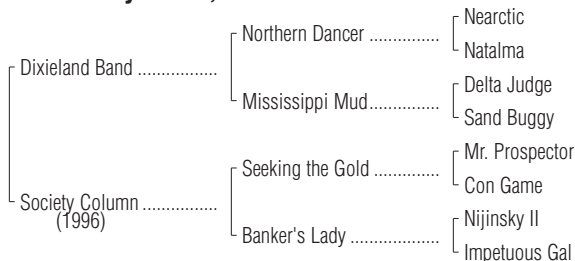 Nearctic
Northern Dancer ...............
Natalma
Dixieland Band .................
Delta Judge
Mississippi Mud...............
Sand Buggy
Mr. Prospector
Seeking the Gold ..............
Con Game
Society Column ................
(1996)
Nijinsky II
Banker's Lady ...................
Impetuous Gal